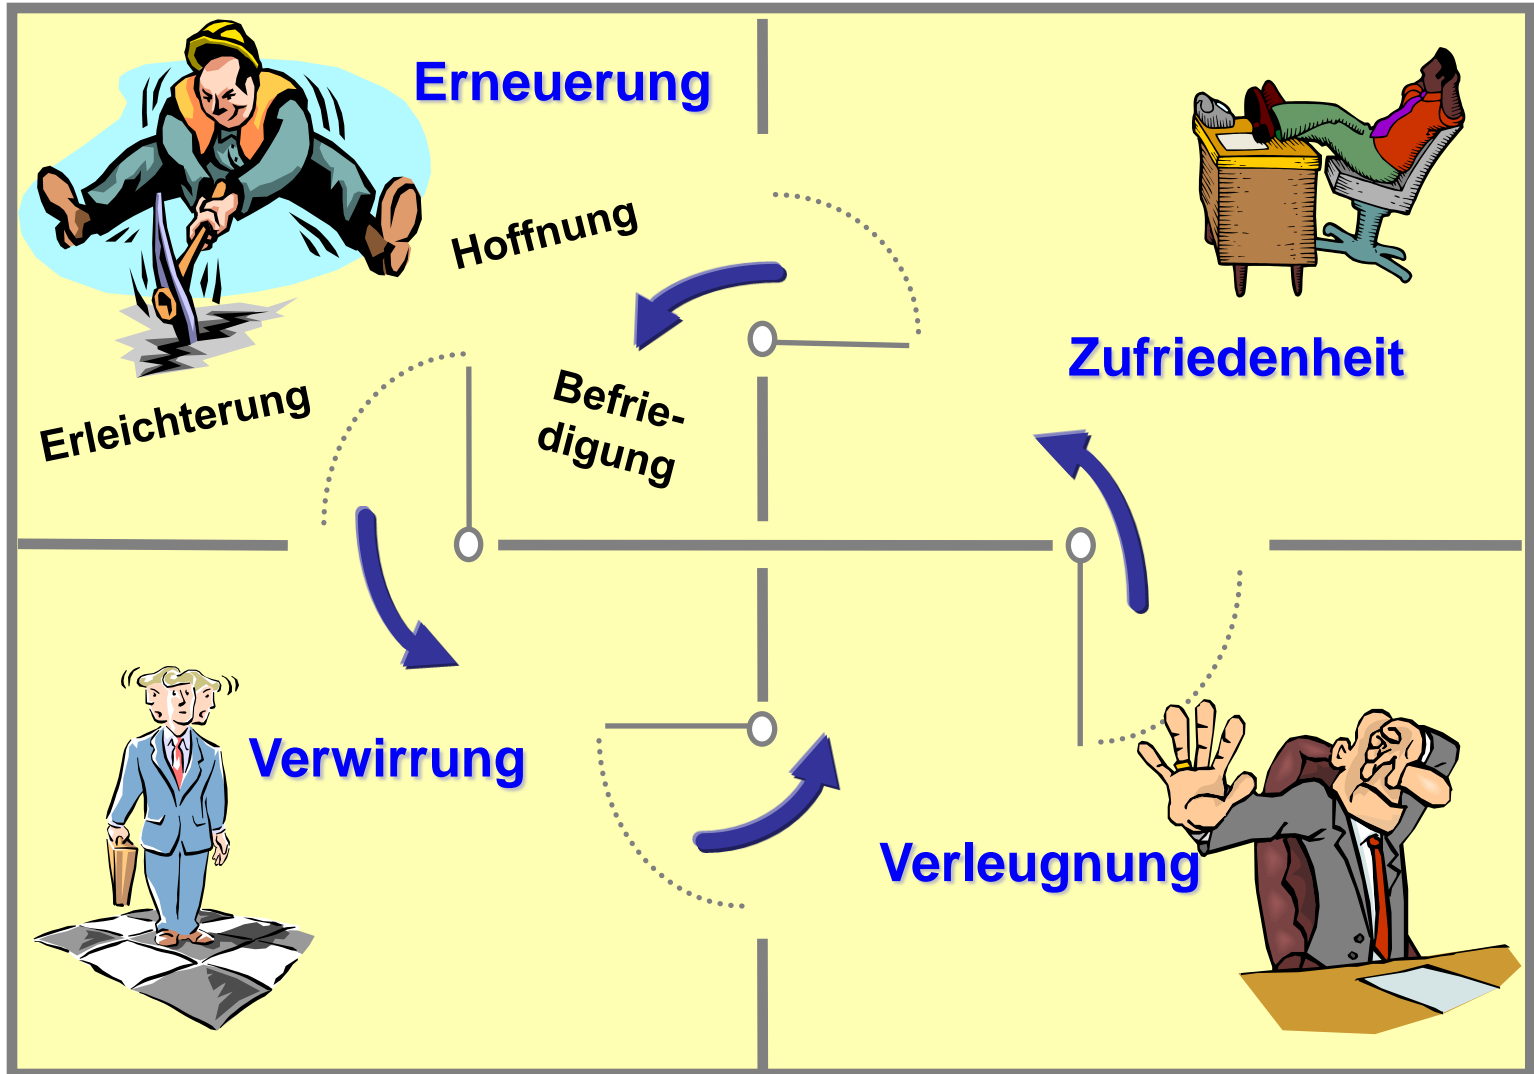 Erneuerung
Hoffnung
Zufriedenheit
Befrie-
digung
Erleichterung
Verwirrung
Verleugnung